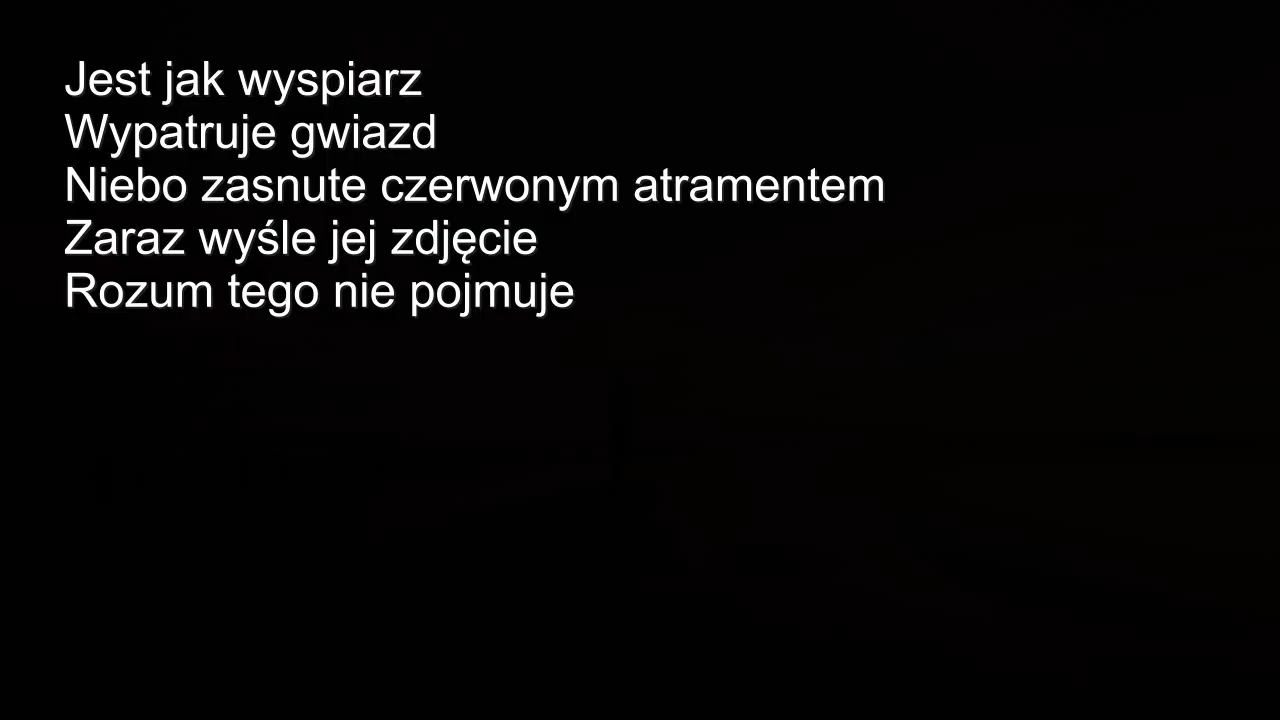 Jest jak wyspiarz
Wypatruje gwiazd
Niebo zasnute czerwonym atramentem
Zaraz wyśle jej zdjęcie
Rozum tego nie pojmuje